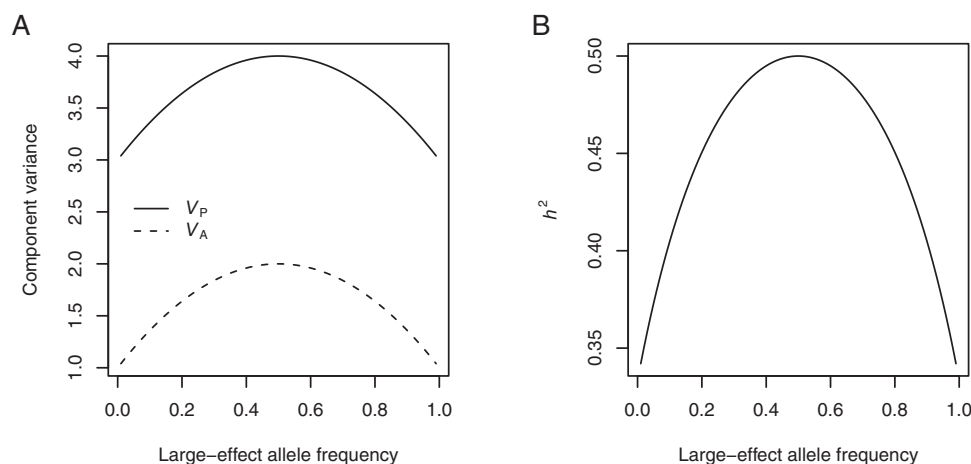 A
Component variance
4.0
3.5
3.0
2.5
2.0
1.5
1.0
V_P
V_A
0.0 0.2 0.4 0.6 0.8 1.0
Large−effect allele frequency
B
h²
0.50
0.45
0.40
0.35
0.0 0.2 0.4 0.6 0.8 1.0
Large−effect allele frequency